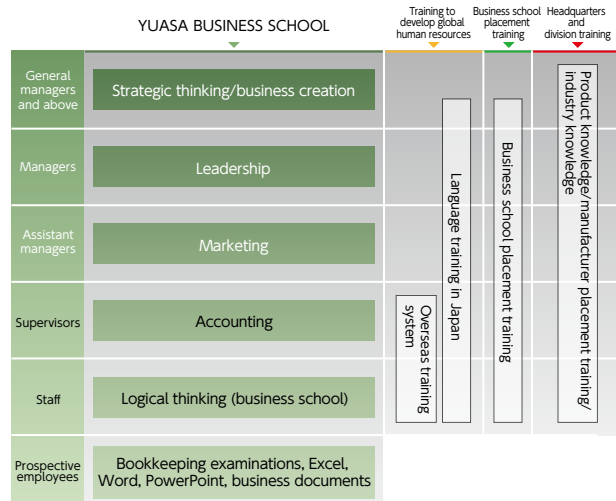 YUASA BUSINESS SCHOOL
Training to
develop global
human resources
Business school
placement
training
Headquarters
and
division training
General
managers
and above
Strategic thinking/business creation
Managers
Leadership
Assistant
managers
Marketing
Supervisors
Accounting
Staff
Logical thinking (business school)
Prospective
employees
Bookkeeping examinations, Excel,
Word, PowerPoint, business documents
Overseas training
system
Language training in Japan
Business school placement training
Product knowledge/manufacturer placement training/
industry knowledge